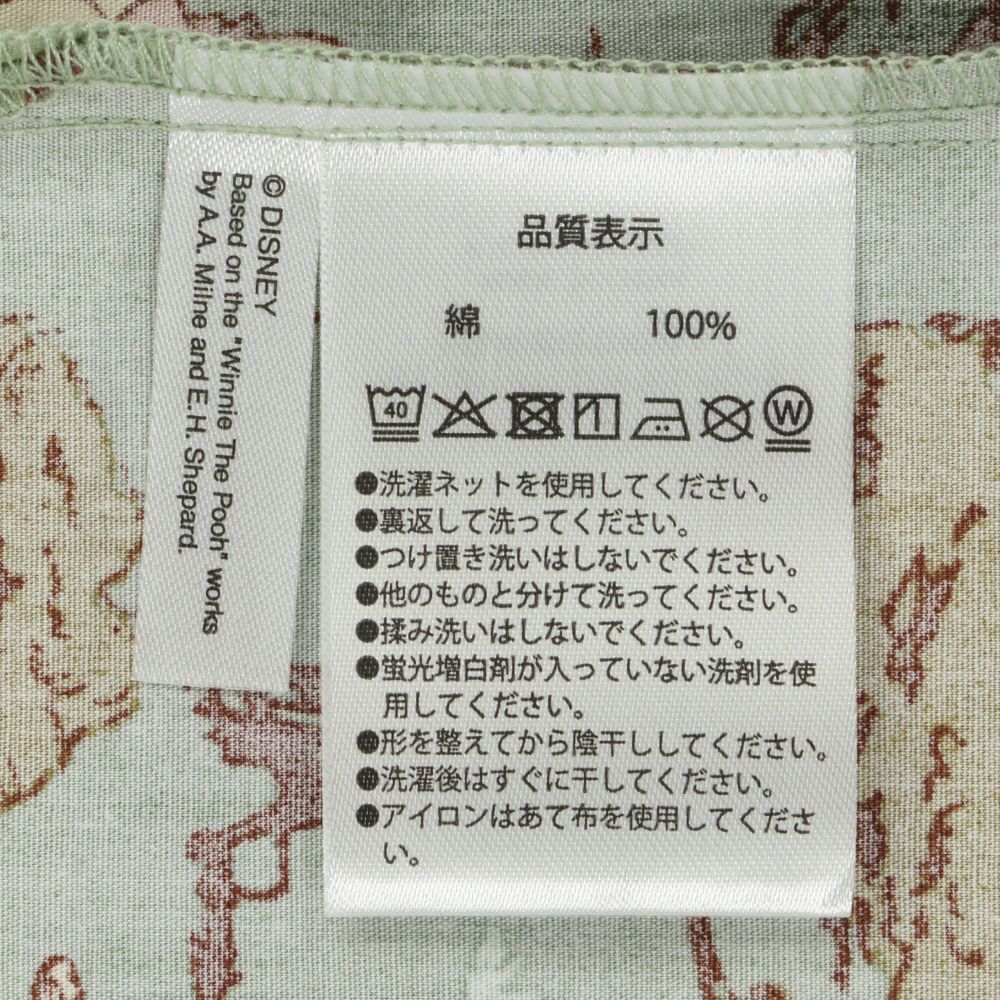 © DISNEY
Based on the "Winnie The Pooh" works
by A.A. Milne and E.H. Shepard.
品質表示
綿 100%
40 W
●洗濯ネットを使用してください。
●裏返して洗ってください。
●つけ置き洗いはしないでください。
●他のものと分けて洗ってください。
●揉み洗いはしないでください。
●蛍光増白剤が入っていない洗剤を使
用してください。
●形を整えてから陰干ししてください。
●洗濯後はすぐに干してください。
●アイロンはあて布を使用してくださ
い。